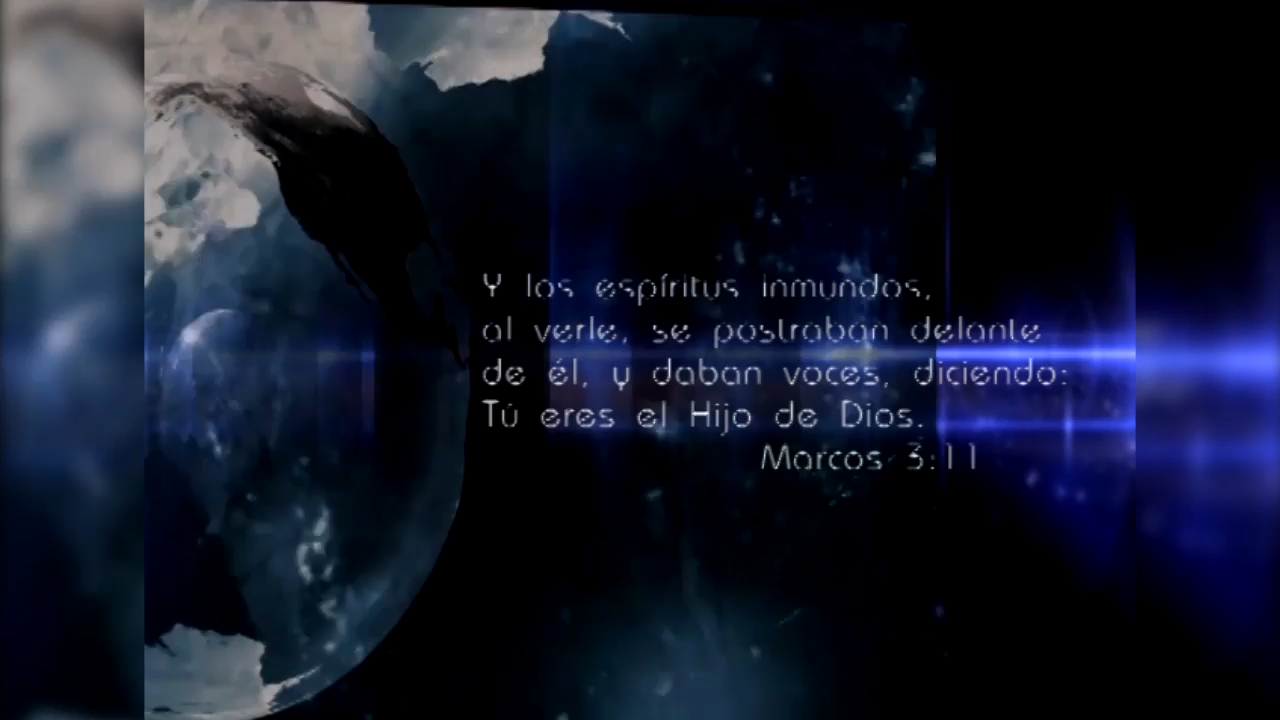 Y los espíritus inmundos,
al verle, se postraban delante
de él, y daban voces, diciendo:
Tú eres el Hijo de Dios.
Marcos 3:11